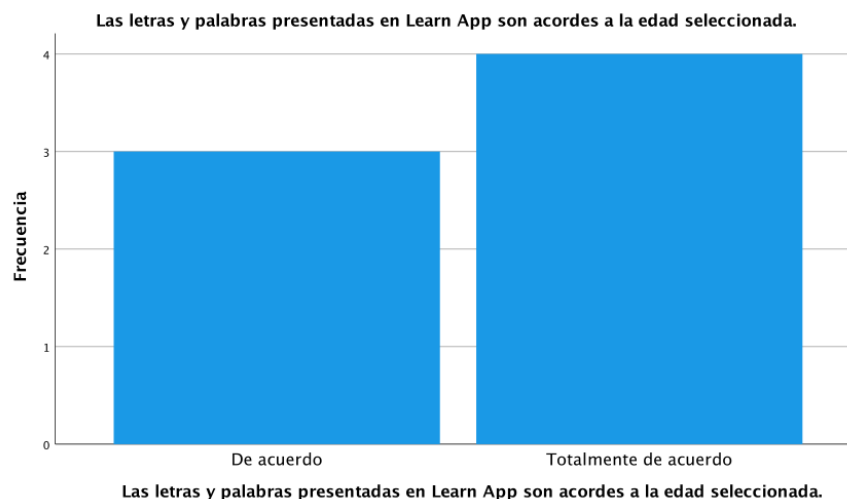 Las letras y palabras presentadas en Learn App son acordes a la edad seleccionada.
4
3
2
1
0
Frecuencia
De acuerdo
Totalmente de acuerdo
Las letras y palabras presentadas en Learn App son acordes a la edad seleccionada.